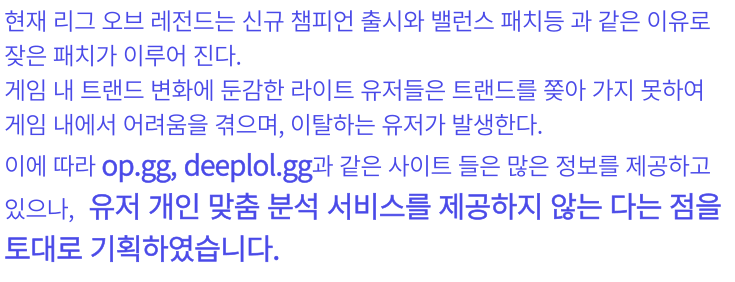 현재 리그 오브 레전드는 신규 챔피언 출시와 밸런스 패치등 과 같은 이유로
잦은 패치가 이루어 진다.
게임 내 트랜드 변화에 둔감한 라이트 유저들은 트랜드를 쫒아 가지 못하여
게임 내에서 어려움을 겪으며, 이탈하는 유저가 발생한다.
이에 따라 op.gg, deeplol.gg과 같은 사이트 들은 많은 정보를 제공하고
있으나, 유저 개인 맞춤 분석 서비스를 제공하지 않는 다는 점을
토대로 기획하였습니다.